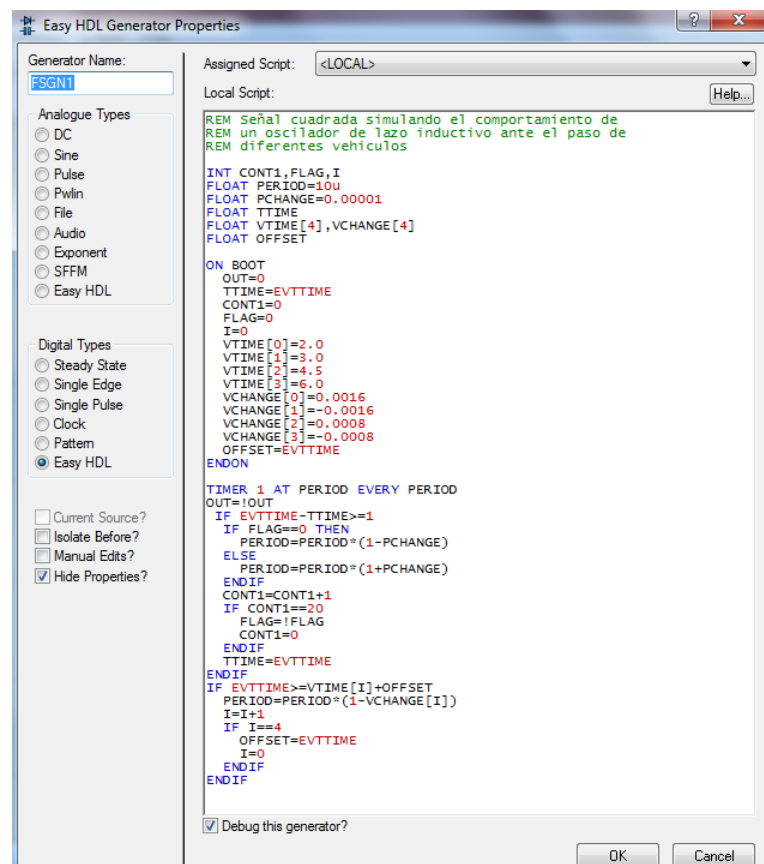 Easy HDL Generator Properties
Generator Name:
FSGN1
Analogue Types
DC
Sine
Pulse
Pwlin
File
Audio
Exponent
SFFM
Easy HDL
Digital Types
Steady State
Single Edge
Single Pulse
Clock
Pattern
Easy HDL
Current Source?
Isolate Before?
Manual Edits?
Hide Properties?
Assigned Script: <LOCAL>
Local Script:
Help...
REM Señal cuadrada simulando el comportamiento de
REM un oscilador de lazo inductivo ante el paso de
REM diferentes vehiculos
INT CONT1,FLAG,I
FLOAT PERIOD=10u
FLOAT PCHANGE=0.00001
FLOAT TTIME
FLOAT VTIME[4],VCHANGE[4]
FLOAT OFFSET
ON BOOT
OUT=0
TTIME=EVTTIME
CONT1=0
FLAG=0
I=0
VTIME[0]=2.0
VTIME[1]=3.0
VTIME[2]=4.5
VTIME[3]=6.0
VCHANGE[0]=0.0016
VCHANGE[1]=-0.0016
VCHANGE[2]=0.0008
VCHANGE[3]=-0.0008
OFFSET=EVTTIME
ENDON
TIMER 1 AT PERIOD EVERY PERIOD
OUT=!OUT
IF EVTTIME-TTIME>=1
IF FLAG==0 THEN
PERIOD=PERIOD*(1-PCHANGE)
ELSE
PERIOD=PERIOD*(1+PCHANGE)
ENDIF
CONT1=CONT1+1
IF CONT1==20
FLAG=!FLAG
CONT1=0
ENDIF
TTIME=EVTTIME
ENDIF
IF EVTTIME>=VTIME[I]+OFFSET
PERIOD=PERIOD*(1-VCHANGE[I])
I=I+1
IF I==4
OFFSET=EVTTIME
I=0
ENDIF
ENDIF
Debug this generator?
OK Cancel